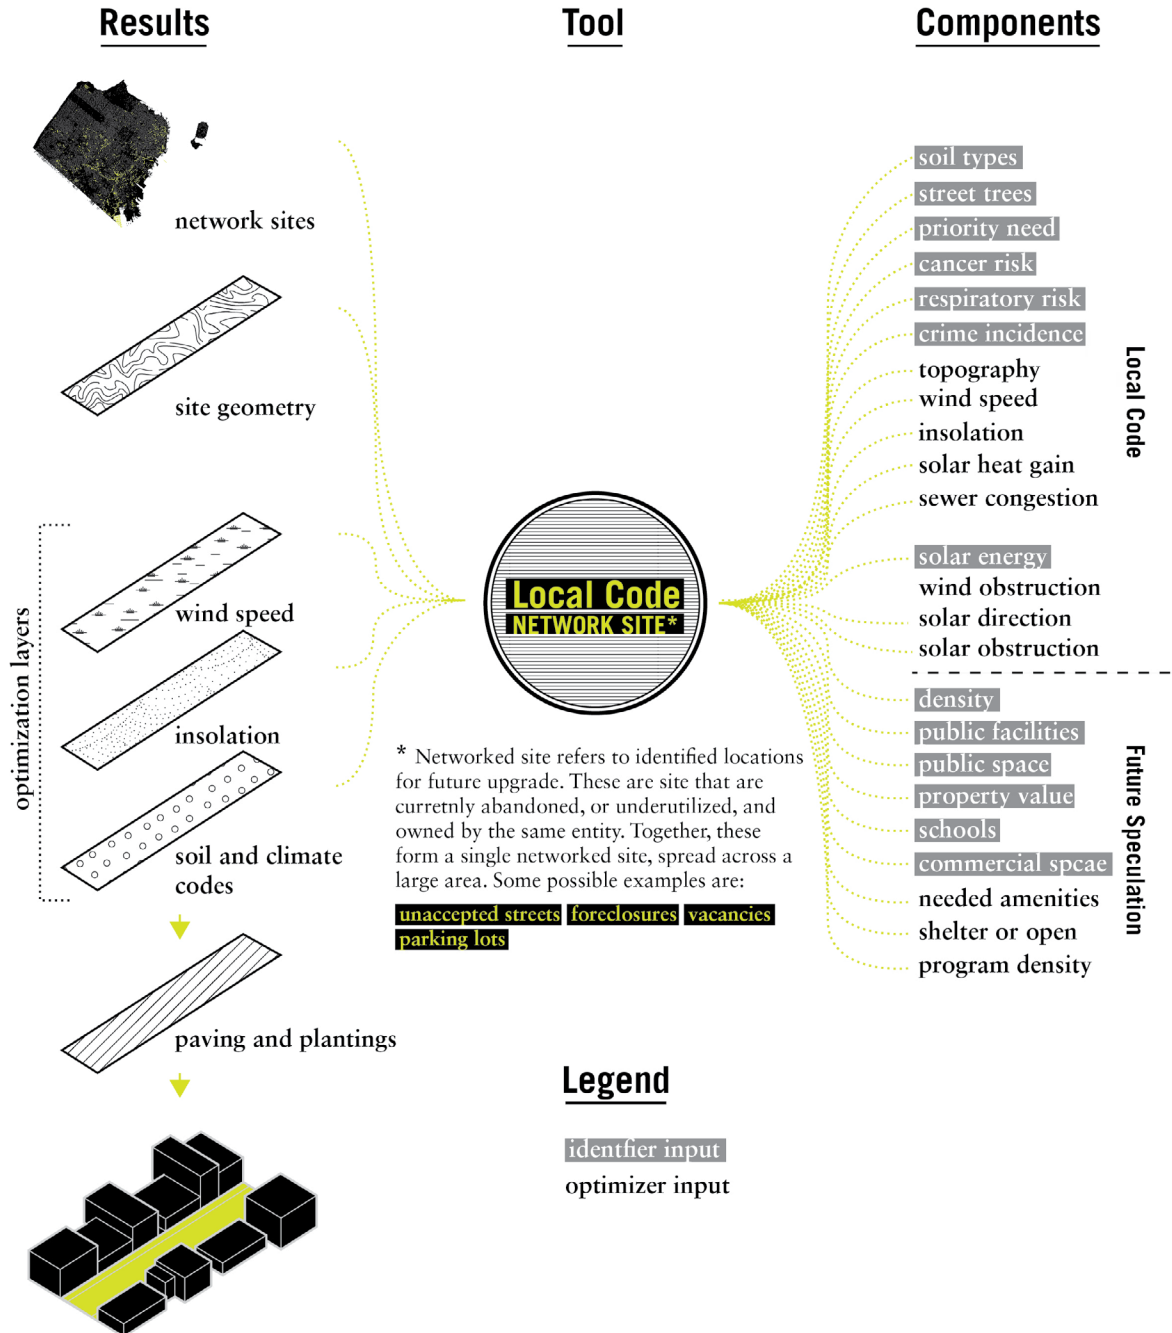 Results
Tool
Components
network sites
site geometry
optimization layers
wind speed
insolation
soil and climate
codes
paving and plantings
Local Code
NETWORK SITE*
* Networked site refers to identified locations
for future upgrade. These are site that are
curretnly abandoned, or underutilized, and
owned by the same entity. Together, these
form a single networked site, spread across a
large area. Some possible examples are:
unaccepted streets foreclosures vacancies
parking lots
Legend
identfier input
optimizer input
soil types
street trees
priority need
cancer risk
respiratory risk
crime incidence
topography
wind speed
insolation
solar heat gain
sewer congestion
solar energy
wind obstruction
solar direction
solar obstruction
Local Code
density
public facilities
public space
property value
schools
commercial spcae
needed amenities
shelter or open
program density
Future Speculation